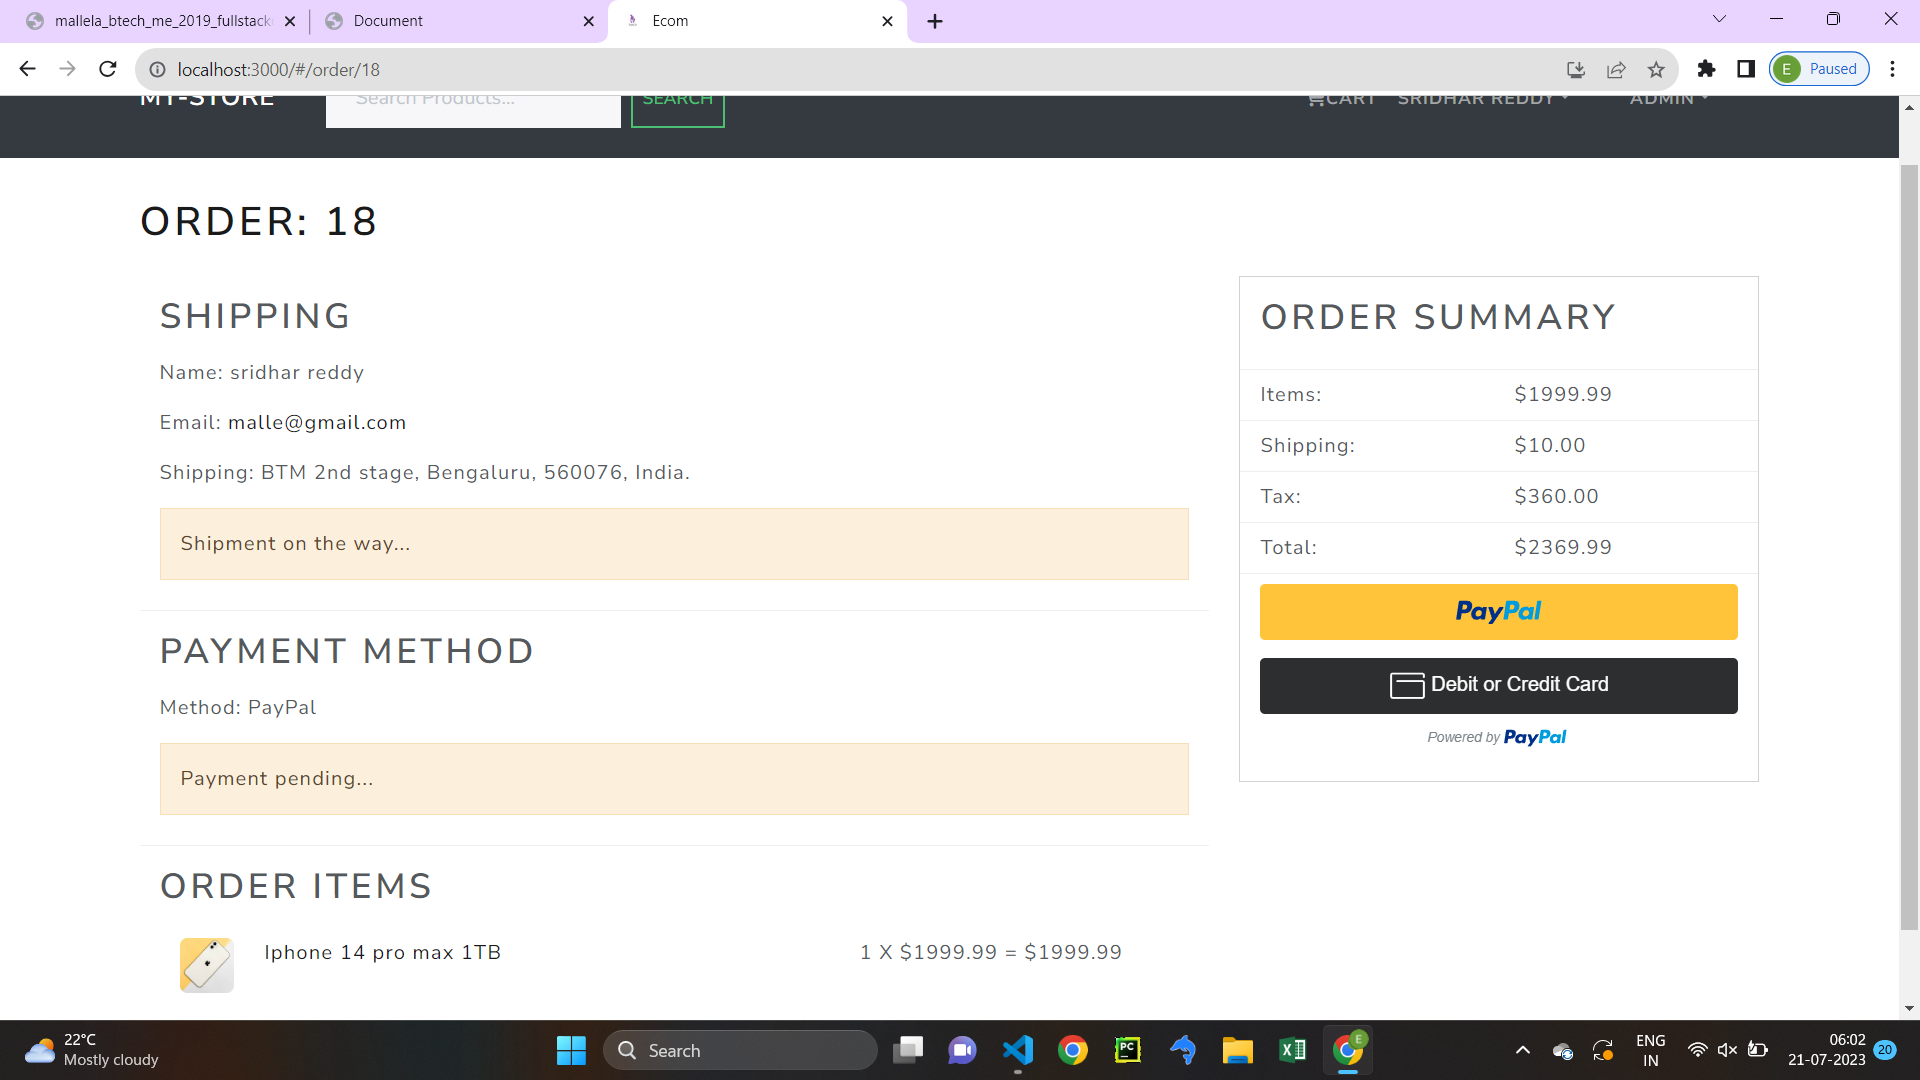 mallela_btech_me_2019_fullstack
Document
Ecom
localhost:3000/#/order/18
E
Paused
MY-STORE
Search Products...
SEARCH
CART
SRIDHAR REDDY
ADMIN
ORDER: 18
SHIPPING
Name: sridhar reddy
Email: malle@gmail.com
Shipping: BTM 2nd stage, Bengaluru, 560076, India.
Shipment on the way...
PAYMENT METHOD
Method: PayPal
Payment pending...
ORDER ITEMS
Iphone 14 pro max 1TB
1 X $1999.99 = $1999.99
ORDER SUMMARY
Items: $1999.99
Shipping: $10.00
Tax: $360.00
Total: $2369.99
PayPal
Debit or Credit Card
Powered by PayPal
22°C
Mostly cloudy
Search
PC
E
ENG
IN
06:02
21-07-2023
20